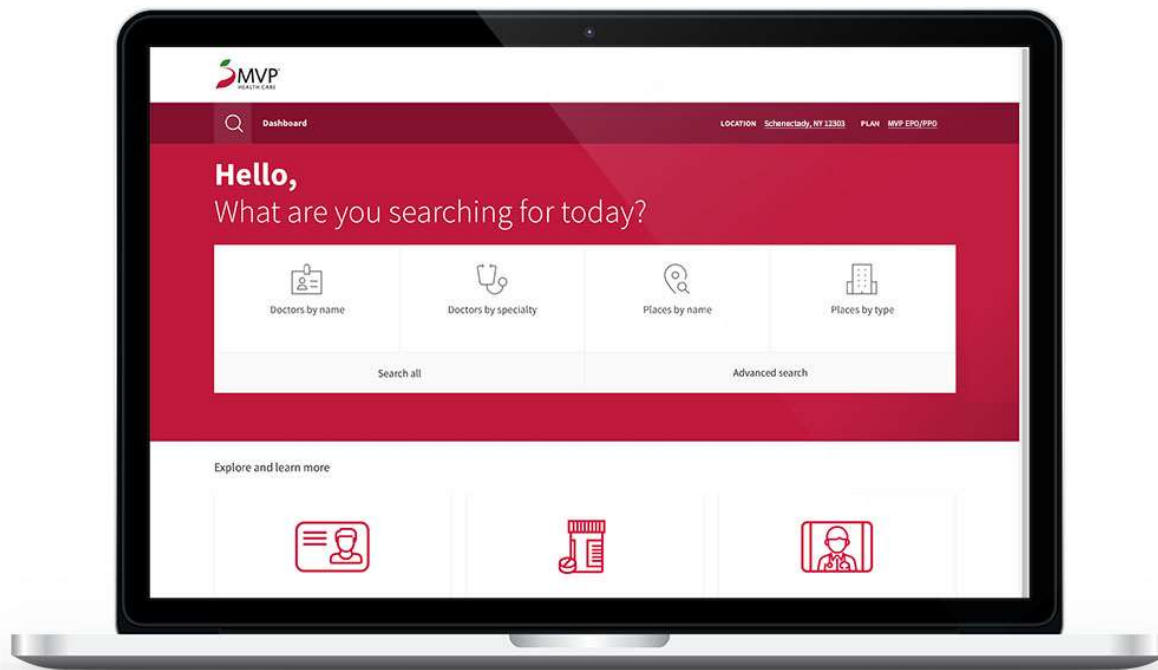 MVP
HEALTH CARE
Dashboard
LOCATION Schenectady, NY 12303 PLAN MVP EPO/PPO
Hello,
What are you searching for today?
Doctors by name
Doctors by specialty
Places by name
Places by type
Search all
Advanced search
Explore and learn more